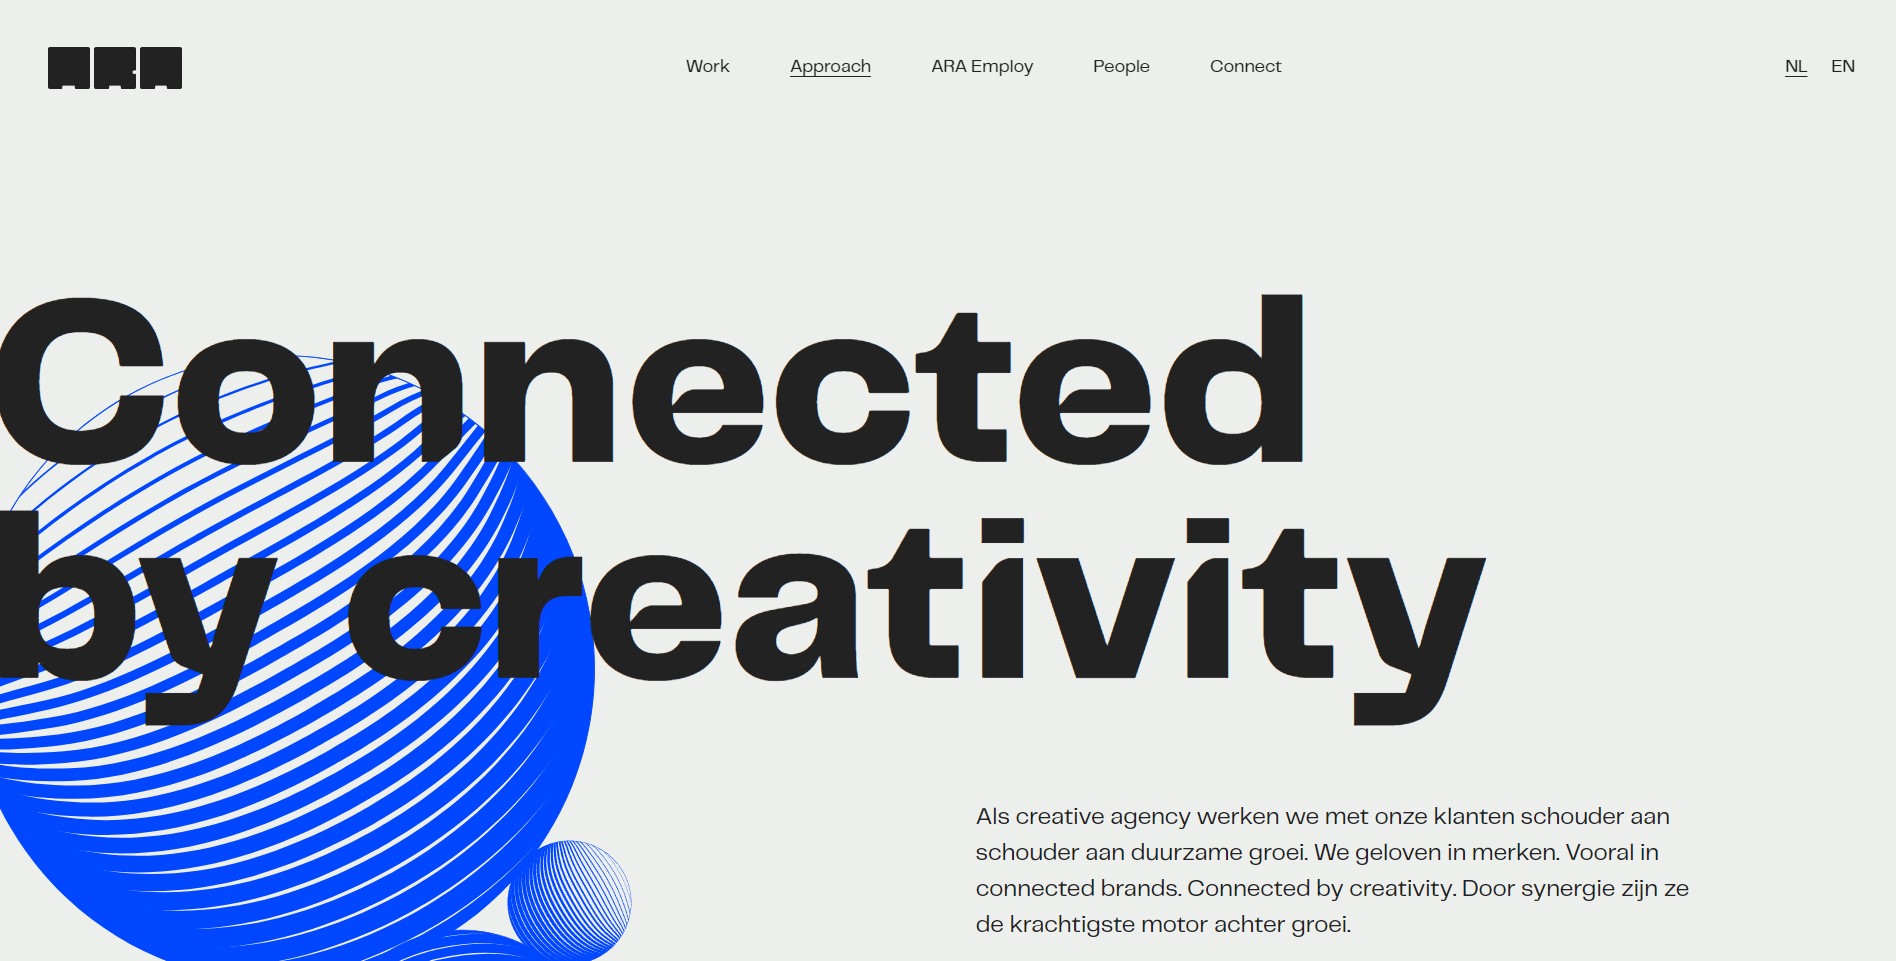 ARA
Work
Approach
ARA Employ
People
Connect
NL
EN
Connected
by creativity
Als creative agency werken we met onze klanten schouder aan
schouder aan duurzame groei. We geloven in merken. Vooral in
connected brands. Connected by creativity. Door synergie zijn ze
de krachtigste motor achter groei.